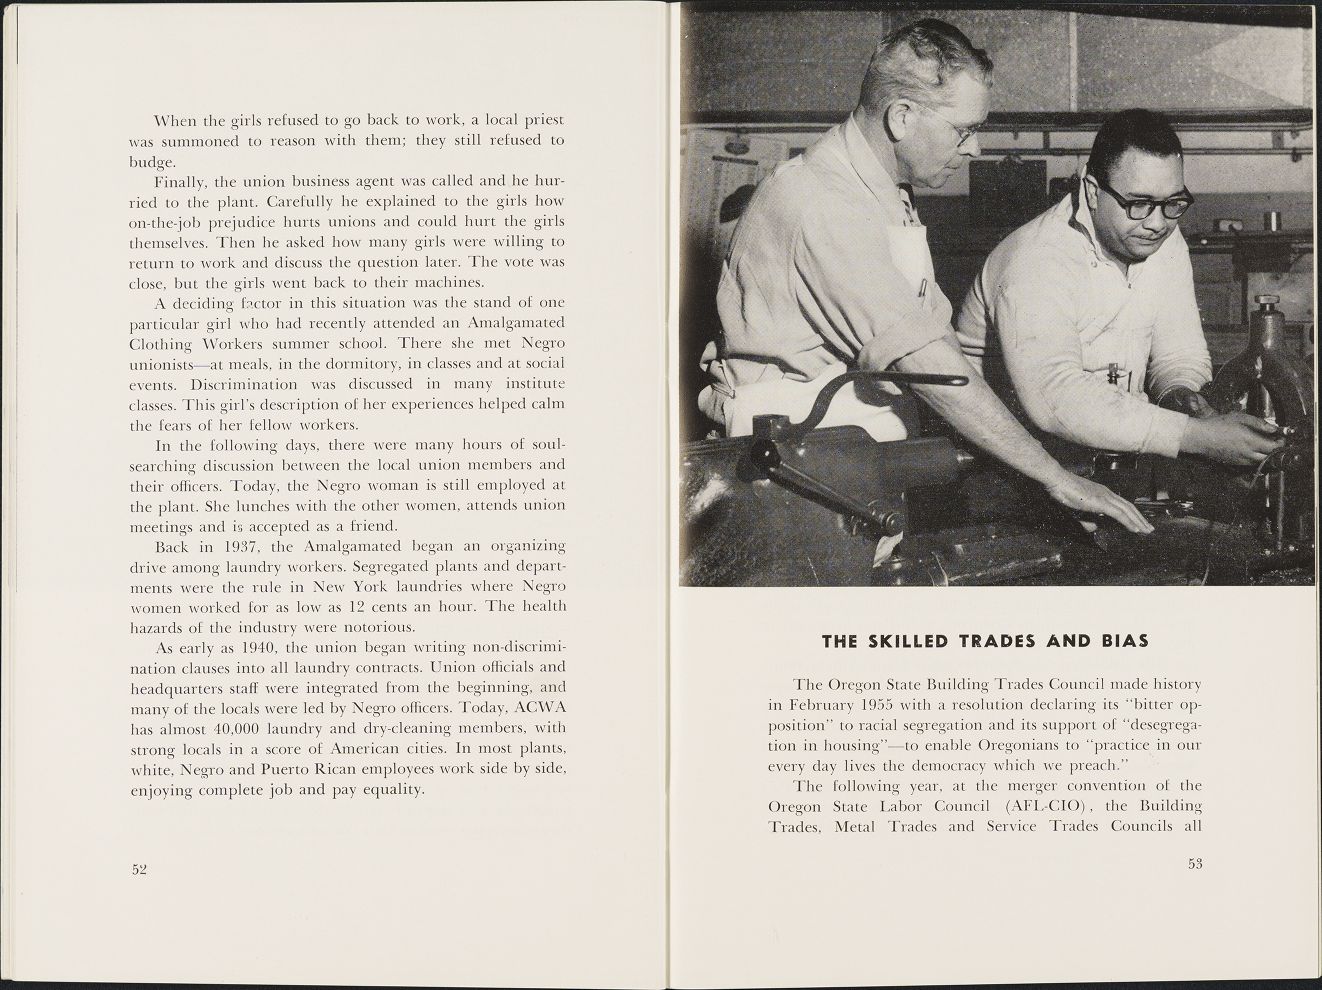 When the girls refused to go back to work, a local priest
was summoned to reason with them; they still refused to
budge.
Finally, the union business agent was called and he hur-
ried to the plant. Carefully he explained to the girls how
on-the-job prejudice hurts unions and could hurt the girls
themselves. Then he asked how many girls were willing to
return to work and discuss the question later. The vote was
close, but the girls went back to their machines.
A deciding factor in this situation was the stand of one
particular girl who had recently attended an Amalgamated
Clothing Workers summer school. There she met Negro
unionists—at meals, in the dormitory, in classes and at social
events. Discrimination was discussed in many institute
classes. This girl's description of her experiences helped calm
the fears of her fellow workers.
In the following days, there were many hours of soul-
searching discussion between the local union members and
their officers. Today, the Negro woman is still employed at
the plant. She lunches with the other women, attends union
meetings and is accepted as a friend.
Back in 1937, the Amalgamated began an organizing
drive among laundry workers. Segregated plants and depart-
ments were the rule in New York laundries where Negro
women worked for as low as 12 cents an hour. The health
hazards of the industry were notorious.
As early as 1940, the union began writing non-discrimi-
nation clauses into all laundry contracts. Union officials and
headquarters staff were integrated from the beginning, and
many of the locals were led by Negro officers. Today, ACWA
has almost 40,000 laundry and dry-cleaning members, with
strong locals in a score of American cities. In most plants,
white, Negro and Puerto Rican employees work side by side,
enjoying complete job and pay equality.
52
THE SKILLED TRADES AND BIAS
The Oregon State Building Trades Council made history
in February 1955 with a resolution declaring its "bitter op-
position" to racial segregation and its support of "desegrega-
tion in housing"—to enable Oregonians to "practice in our
every day lives the democracy which we preach."
The following year, at the merger convention of the
Oregon State Labor Council (AFL-CIO), the Building
Trades, Metal Trades and Service Trades Councils all
53